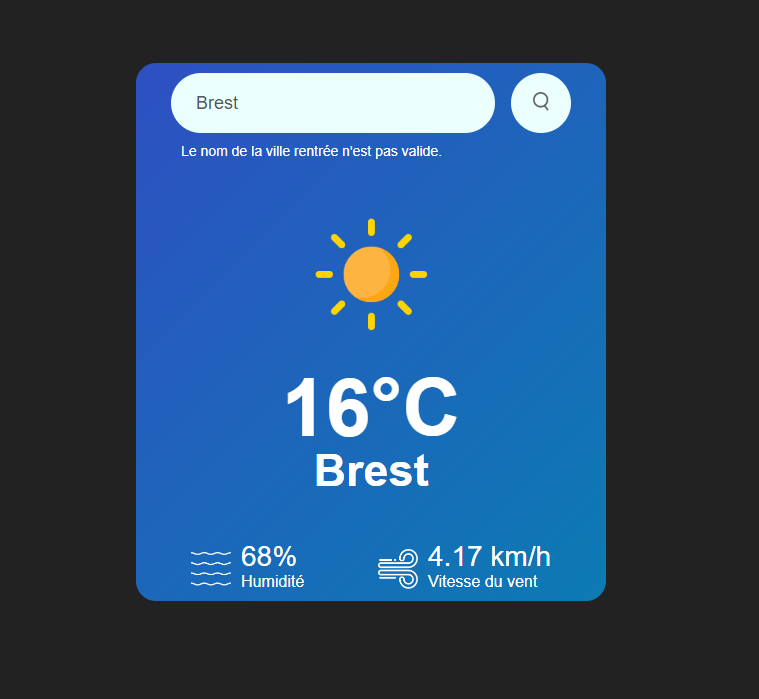 Brest
Le nom de la ville rentrée n'est pas valide.
16°C
Brest
68%
Humidité
4.17 km/h
Vitesse du vent